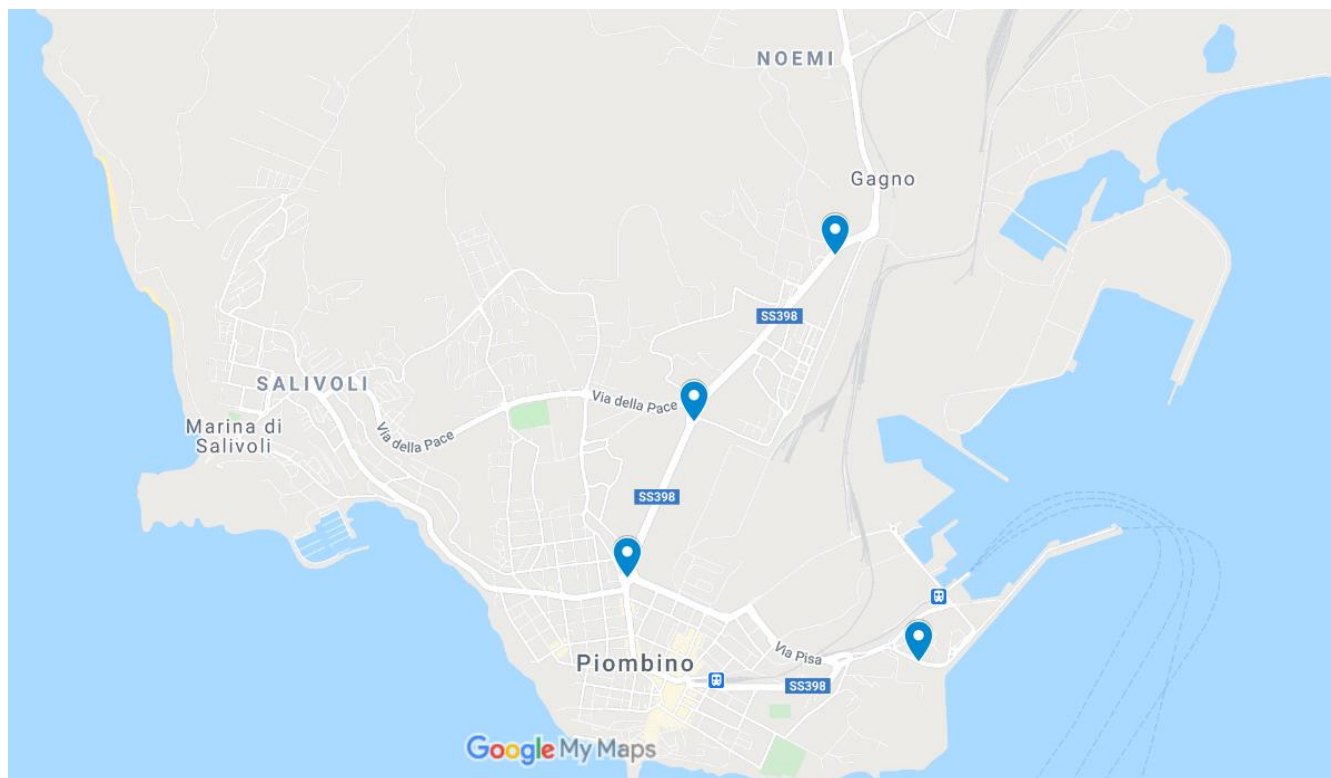 NOEMI
Gagno
SS398
SALIVOLI
Via della Pace
Marina di
Salivoli
Via della Pace
SS398
Via Pisa
Piombino
SS398
Google My Maps